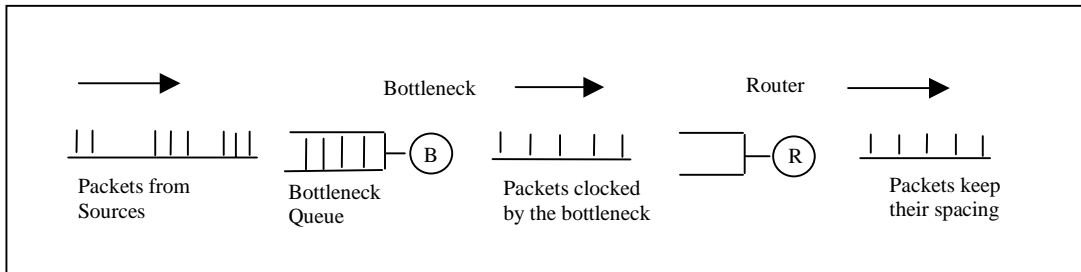 Bottleneck
Router
B
R
Packets from
Sources
Bottleneck
Queue
Packets clocked
by the bottleneck
Packets keep
their spacing